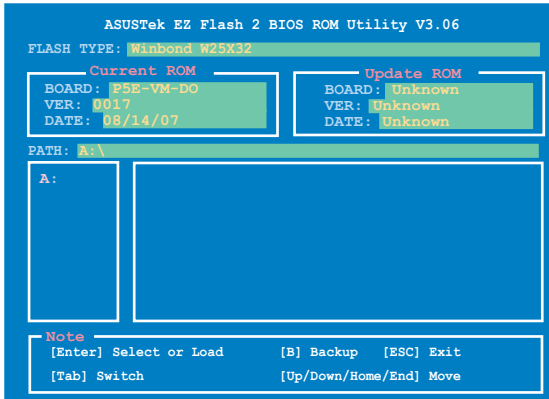 ASUSTek EZ Flash 2 BIOS ROM Utility V3.06
FLASH TYPE: Winbond W25X32
Current ROM
BOARD: P5E-VM-DO
VER: 0017
DATE: 08/14/07
Update ROM
BOARD: Unknown
VER: Unknown
DATE: Unknown
PATH: A:\
A:
Note
[Enter] Select or Load [B] Backup [ESC] Exit
[Tab] Switch [Up/Down/Home/End] Move